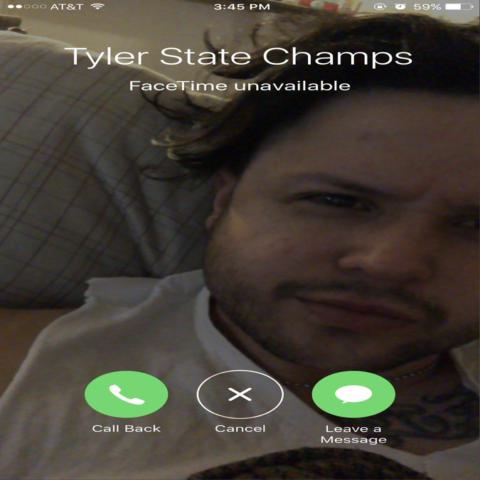 AT&T 3:45 PM 59%
Tyler State Champs
FaceTime unavailable
Call Back Cancel Leave a
Message